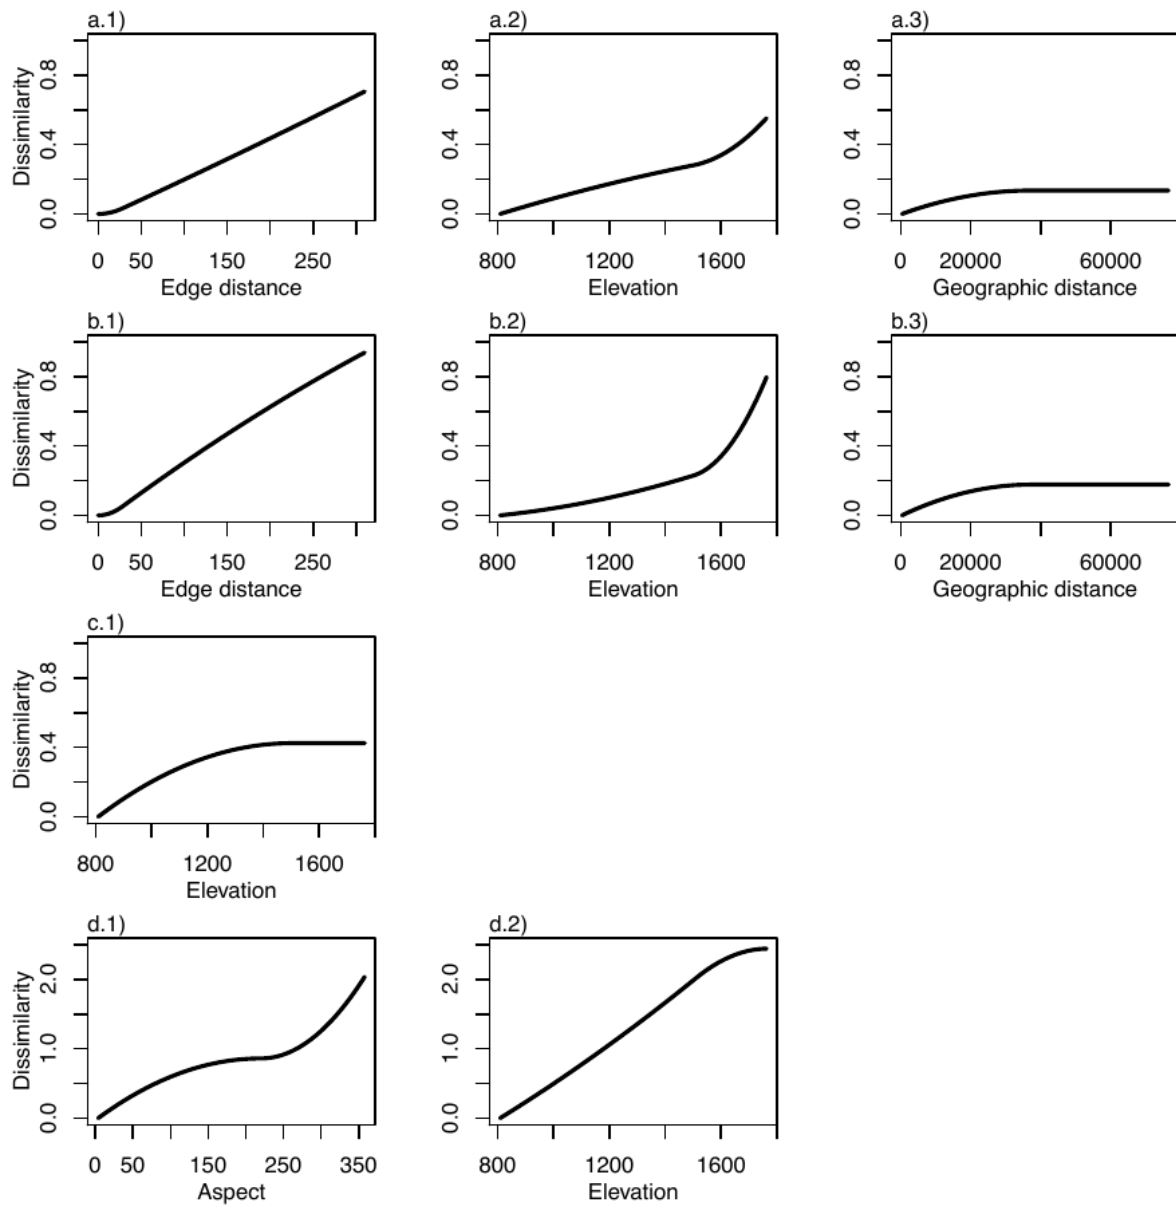 a.1)
Dissimilarity
0.0 0.4 0.8
0 50 150 250
Edge distance
a.2)
0.0 0.4 0.8
800 1200 1600
Elevation
a.3)
0.0 0.4 0.8
0 20000 60000
Geographic distance
b.1)
Dissimilarity
0.0 0.4 0.8
0 50 150 250
Edge distance
b.2)
0.0 0.4 0.8
800 1200 1600
Elevation
b.3)
0.0 0.4 0.8
0 20000 60000
Geographic distance
c.1)
Dissimilarity
0.0 0.4 0.8
800 1200 1600
Elevation
d.1)
Dissimilarity
0.0 1.0 2.0
0 50 150 250 350
Aspect
d.2)
0.0 1.0 2.0
800 1200 1600
Elevation